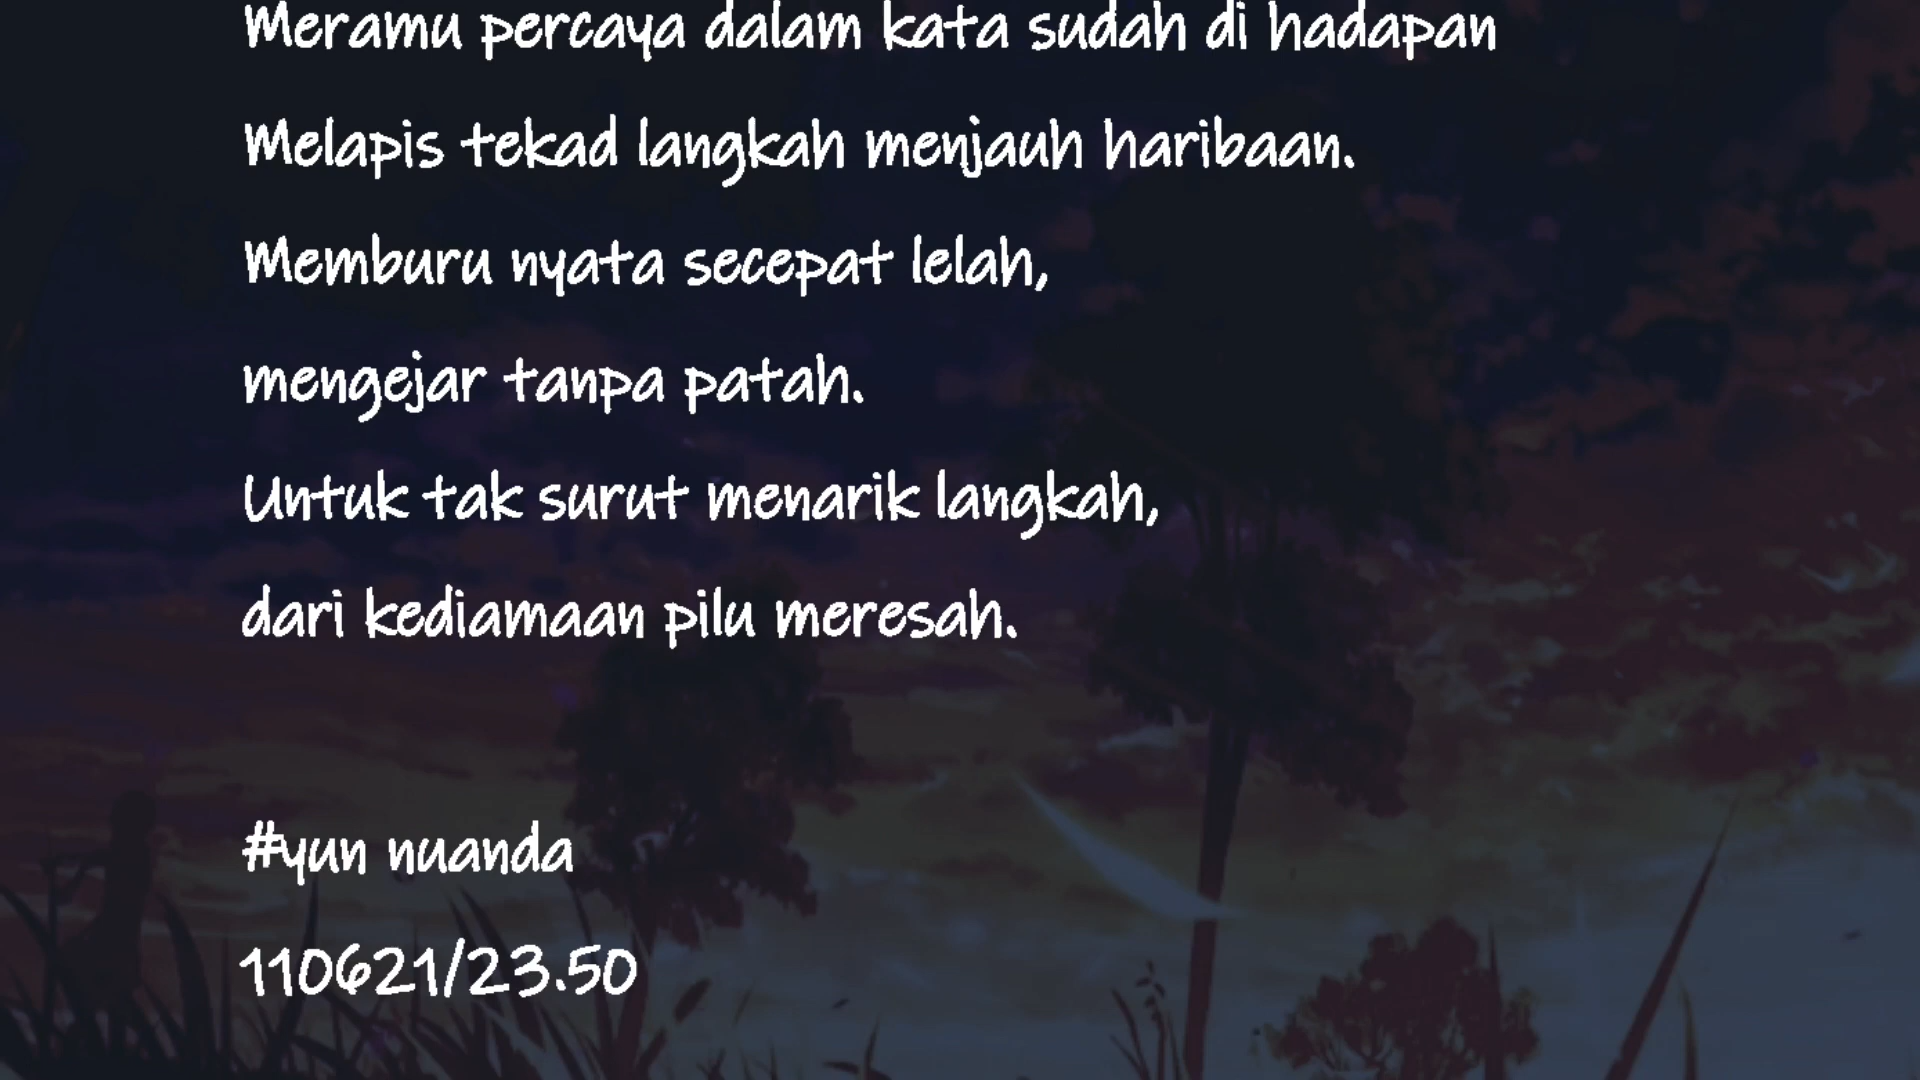 Meramu percaya dalam kata sudah di hadapan
Melapis tekad langkah menjauh haribaan.
Memburu nyata secepat lelah,
mengejar tanpa patah.
Untuk tak surut menarik langkah,
dari kediamaan pilu meresah.
#yun nuanda
110621/23.50